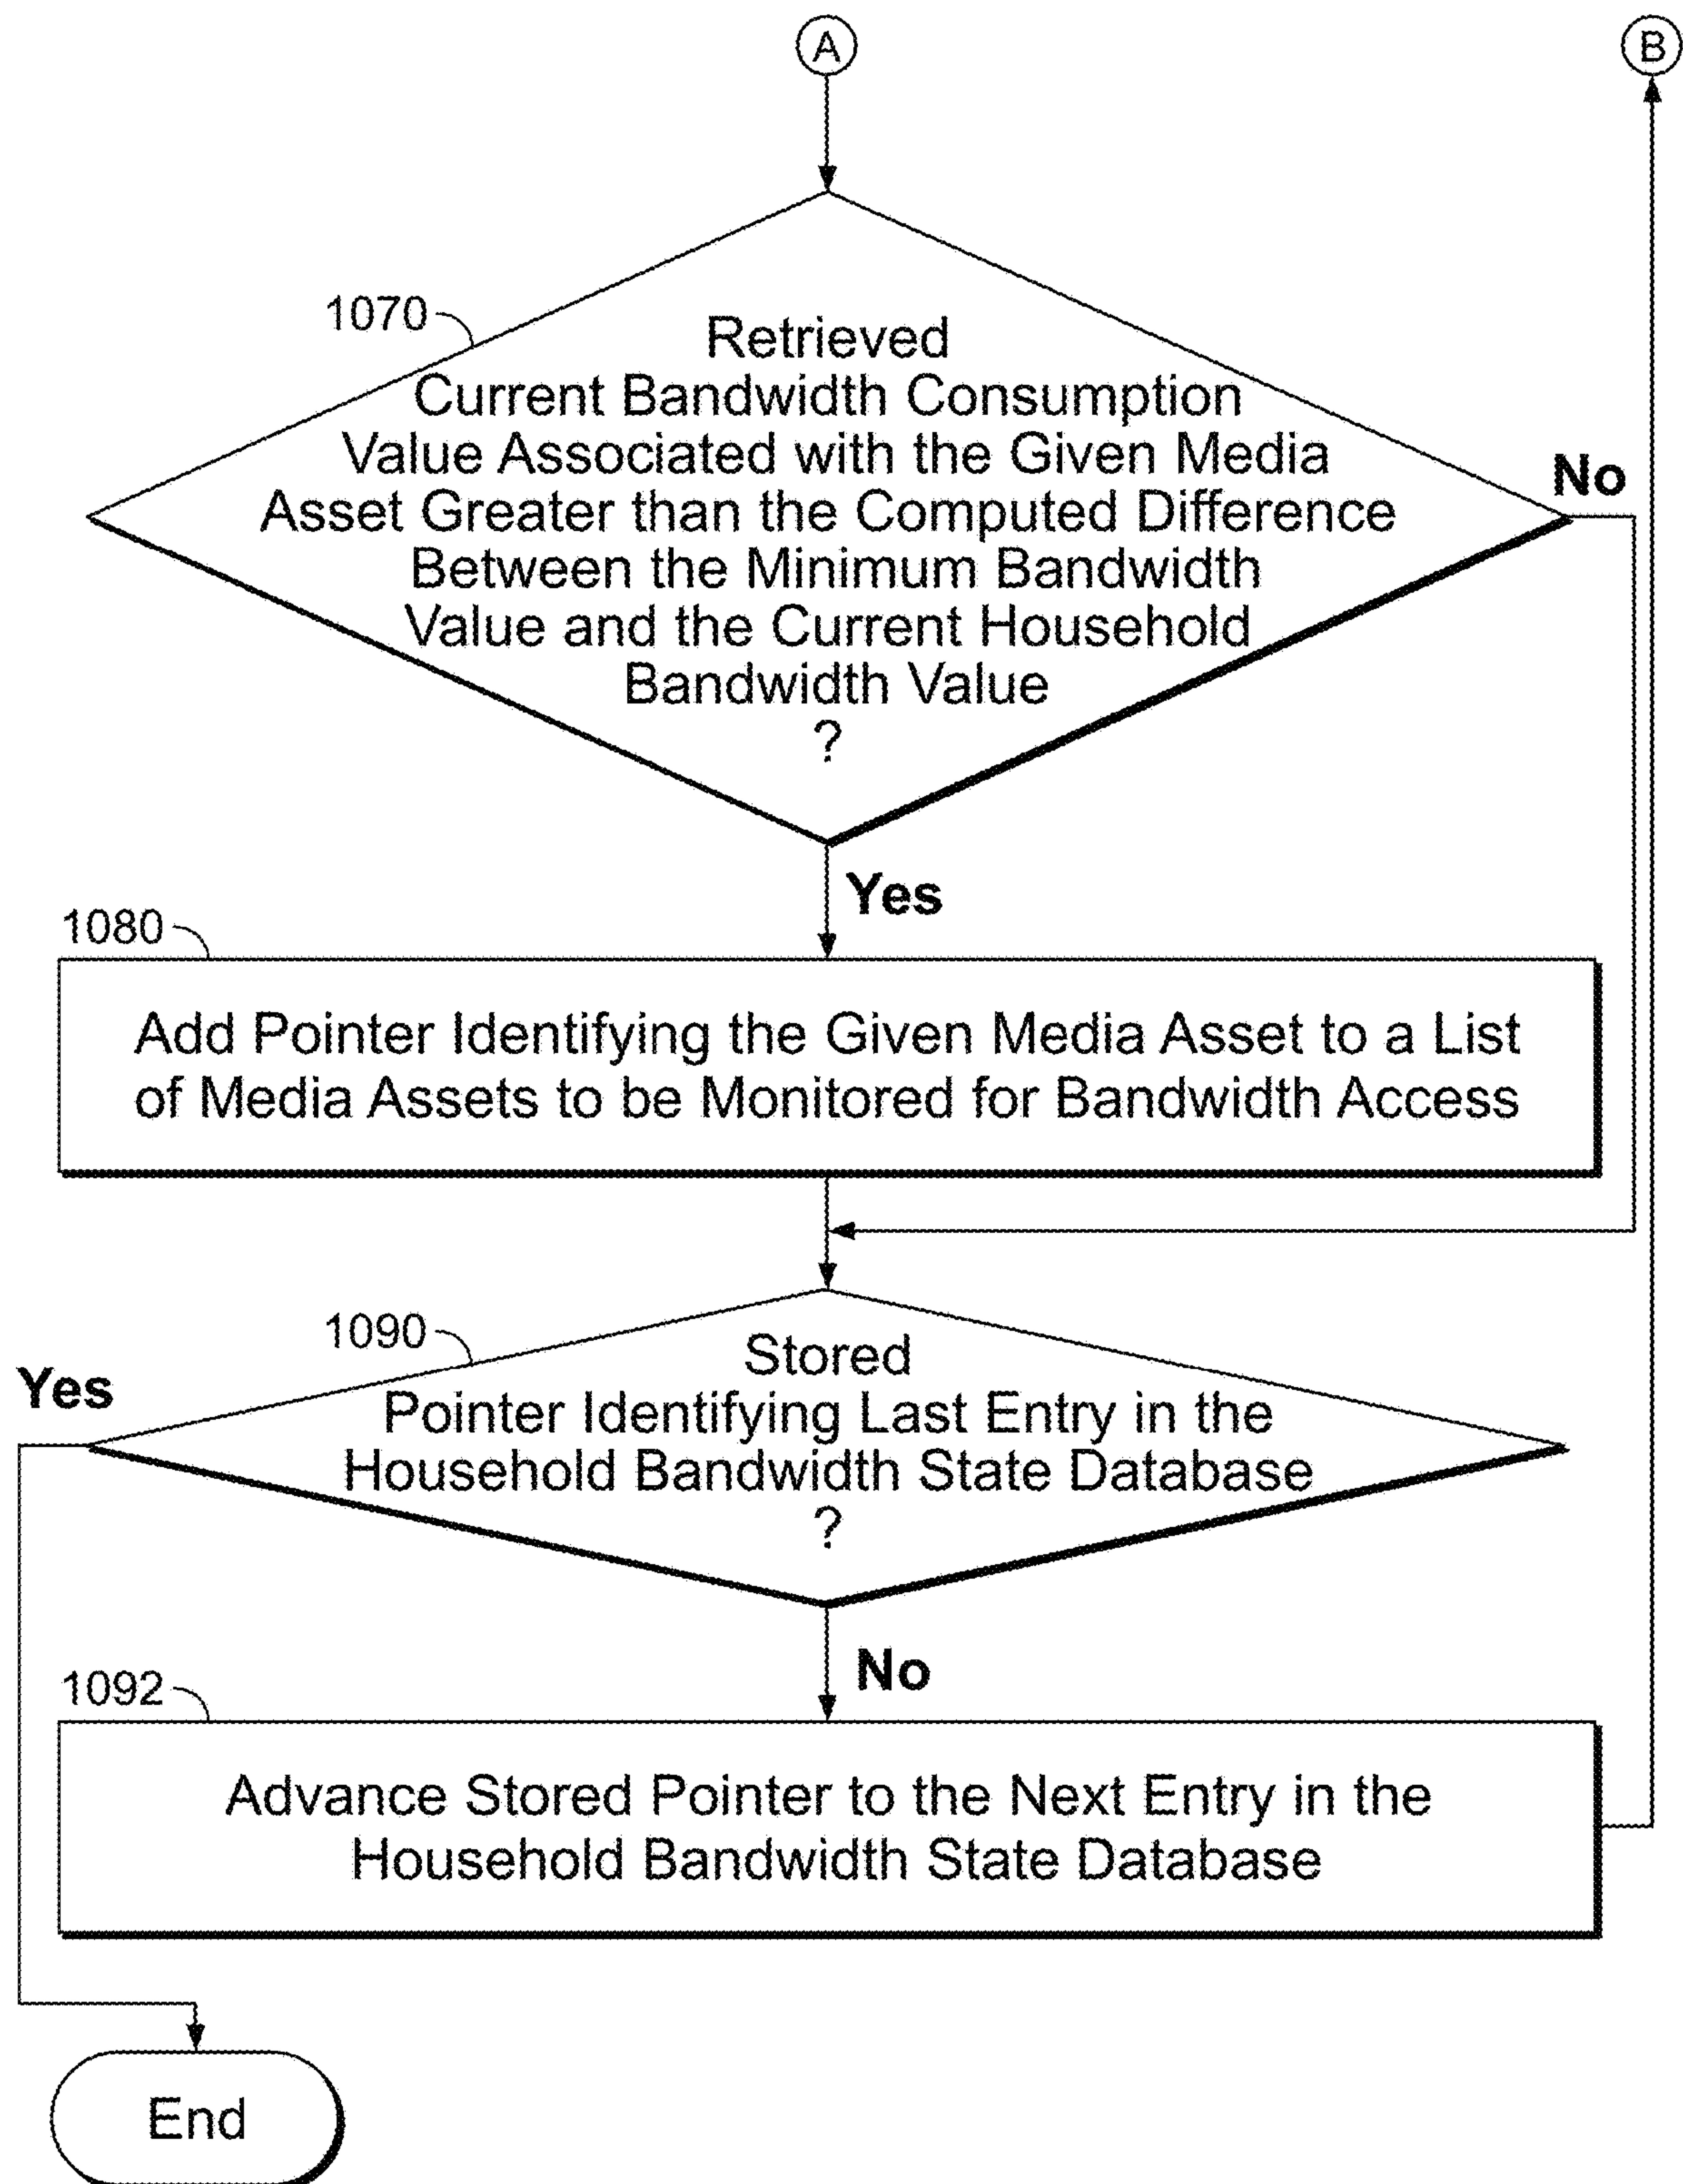 A
B
1070
Retrieved
Current Bandwidth Consumption
Value Associated with the Given Media
Asset Greater than the Computed Difference
Between the Minimum Bandwidth
Value and the Current Household
Bandwidth Value
?
No
Yes
1080
Add Pointer Identifying the Given Media Asset to a List
of Media Assets to be Monitored for Bandwidth Access
1090
Stored
Pointer Identifying Last Entry in the
Household Bandwidth State Database
?
Yes
No
1092
Advance Stored Pointer to the Next Entry in the
Household Bandwidth State Database
End